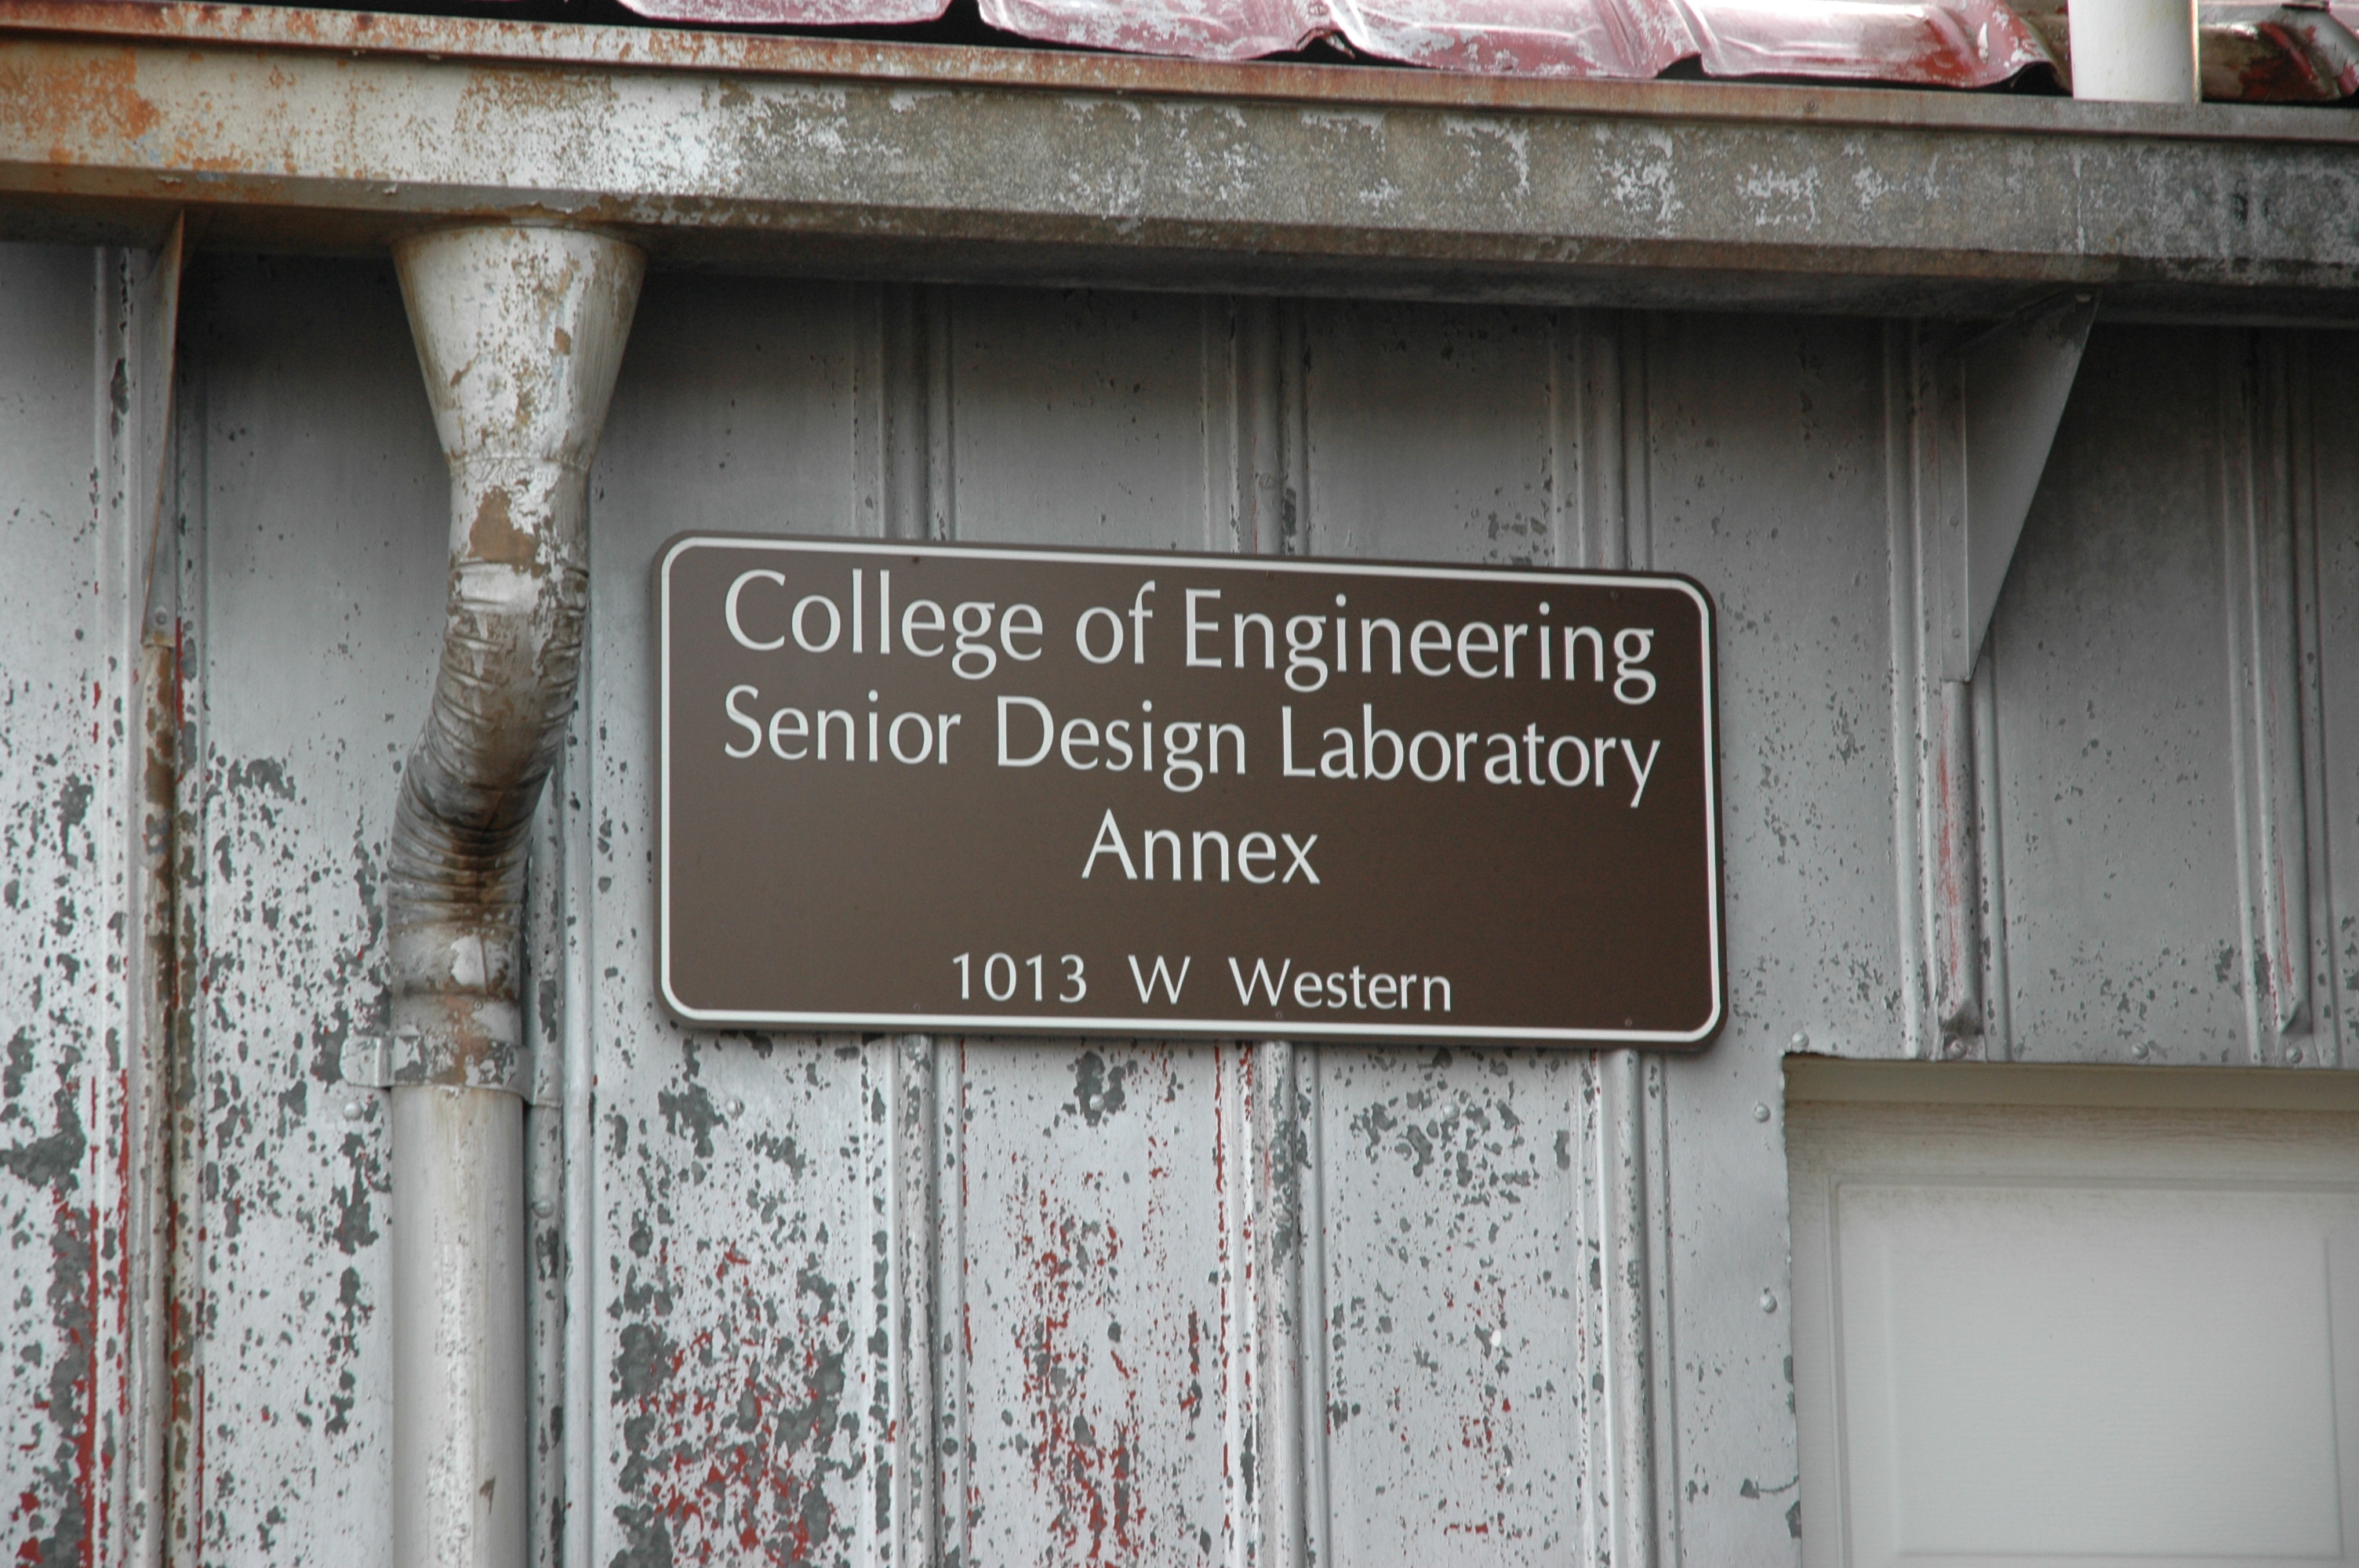 College of Engineering
Senior Design Laboratory
Annex
1013 W Western